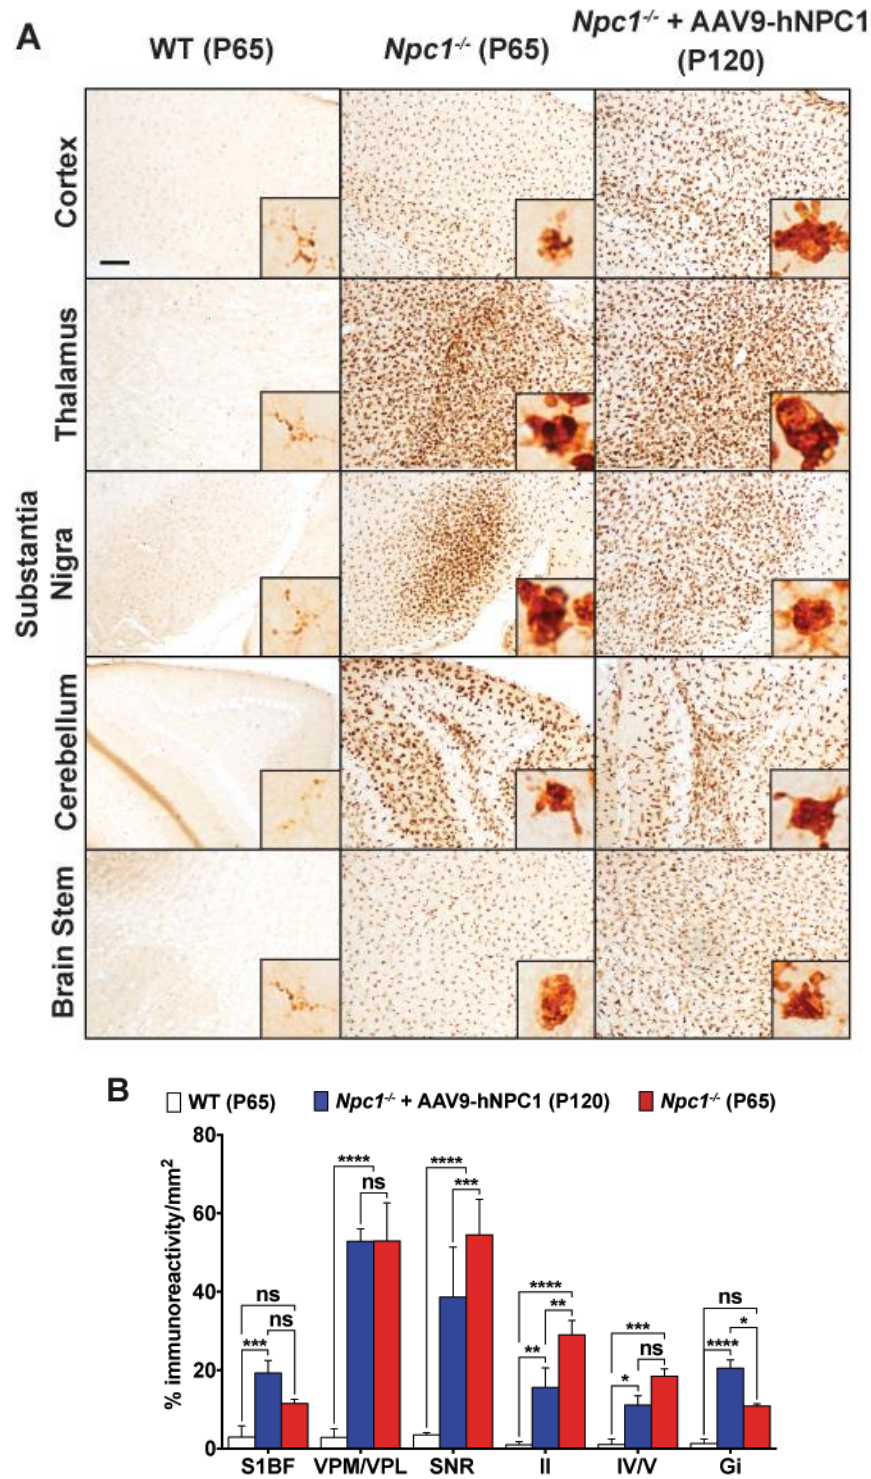 A
WT (P65)
Npc1-/- (P65)
Npc1-/- + AAV9-hNPC1
(P120)
Cortex
Thalamus
Substantia
Nigra
Cerebellum
Brain Stem
B
WT (P65)
Npc1-/- + AAV9-hNPC1 (P120)
Npc1-/- (P65)
% immunoreactivity/mm2
80
60
40
20
0
ns
ns
***
****
ns
****
***
****
**
**
***
ns
*
ns
*
****
S1BF
VPM/VPL
SNR
II
IV/V
Gi